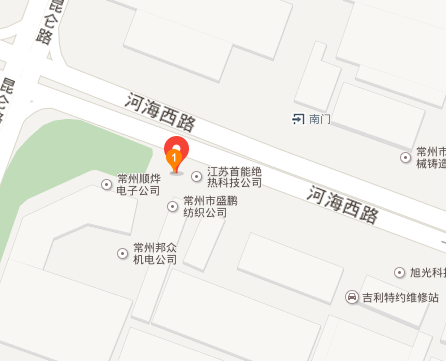 昆仑路
昆仑路
河海西路
南门
1
常州市
械铸造
江苏首能绝
热科技公司
常州顺烨
电子公司
河海西路
常州市盛鹏
纺织公司
常州邦众
机电公司
旭光科技
吉利特约维修站